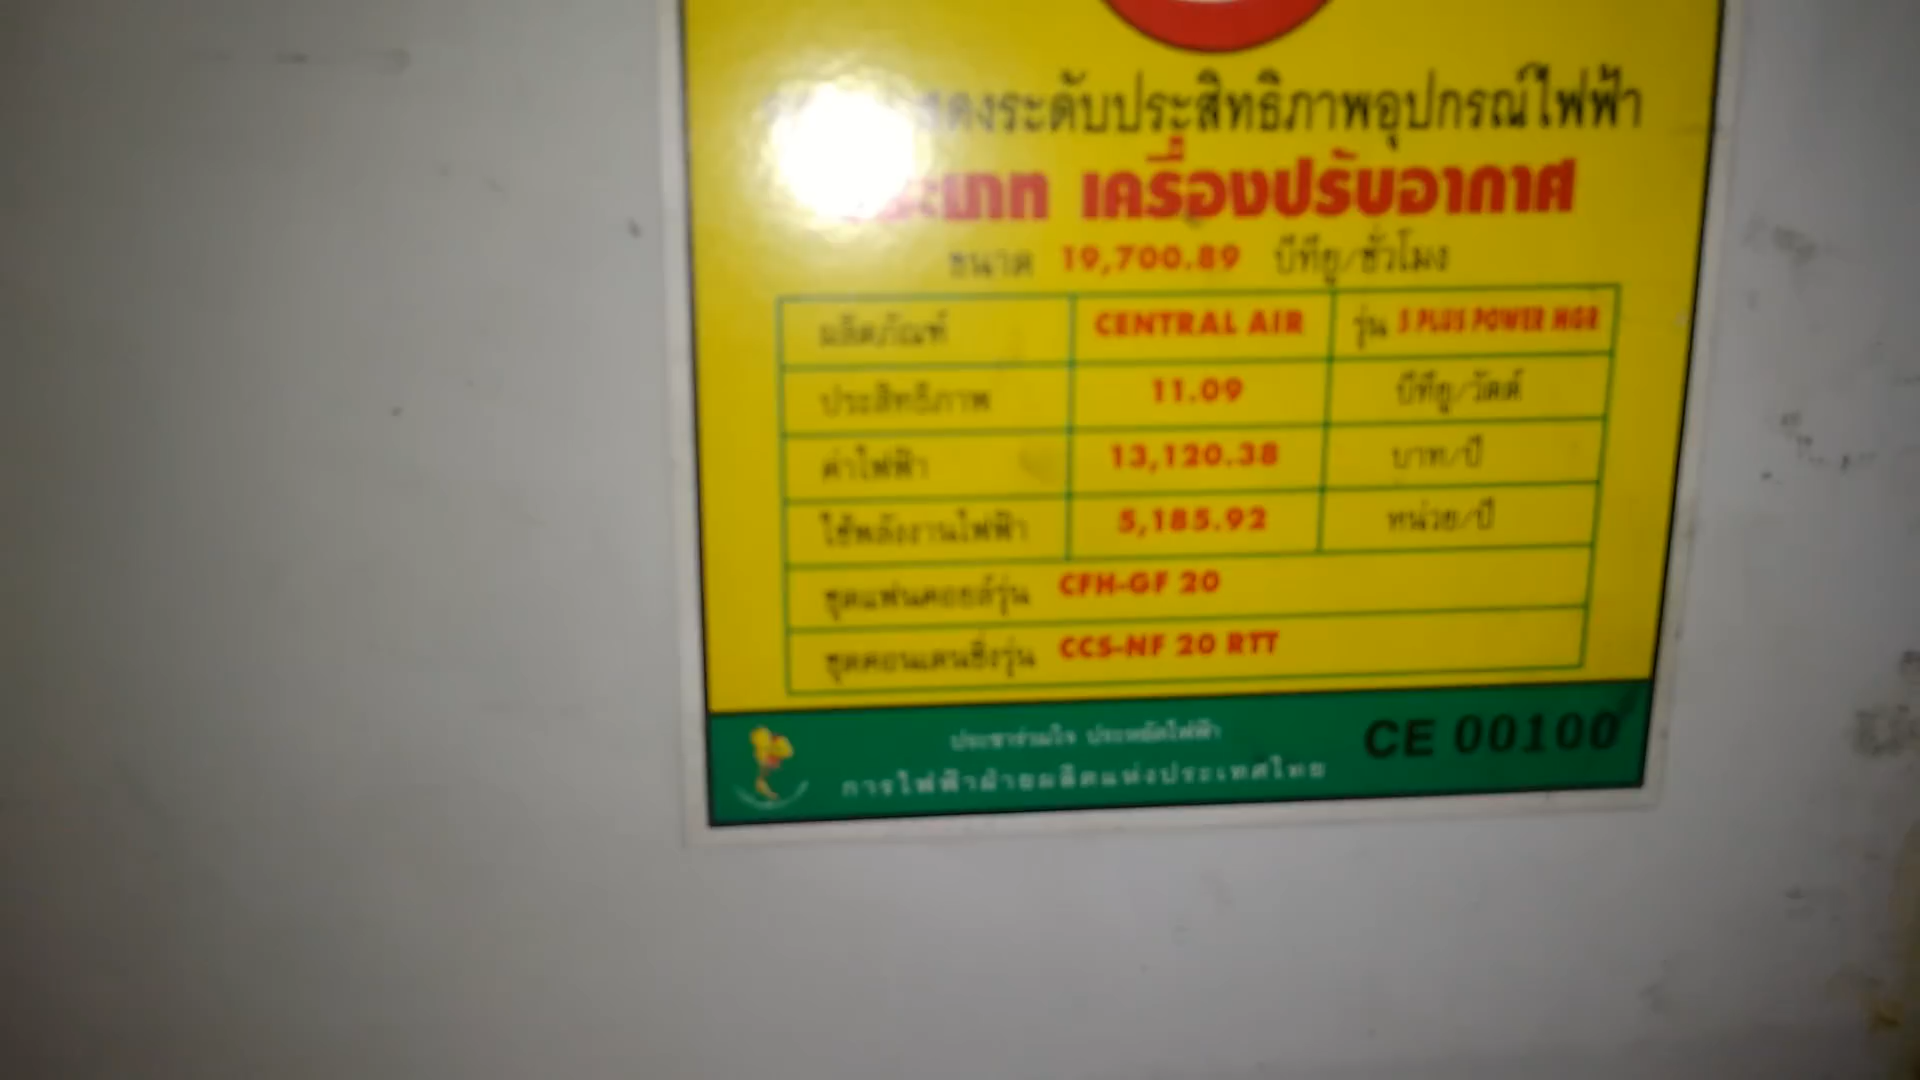 แสดงระดับประสิทธิภาพอุปกรณ์ไฟฟ้า
ประเภท เครื่องปรับอากาศ
ขนาด 19,700.89 บีทียู/ชั่วโมง
ผลิตภัณฑ์ CENTRAL AIR รุ่น 5 PLUS POWER MGR
ประสิทธิภาพ 11.09 บีทียู/วัตต์
ค่าไฟฟ้า 13,120.38 บาท/ปี
ใช้พลังงานไฟฟ้า 5,185.92 หน่วย/ปี
ชุดแฟนคอยล์รุ่น CFH-GF 20
ชุดคอนเดนซิ่งรุ่น CCS-NF 20 RTT
ประชาร่วมใจ ประหยัดไฟฟ้า
การไฟฟ้าฝ่ายผลิตแห่งประเทศไทย
CE 00100